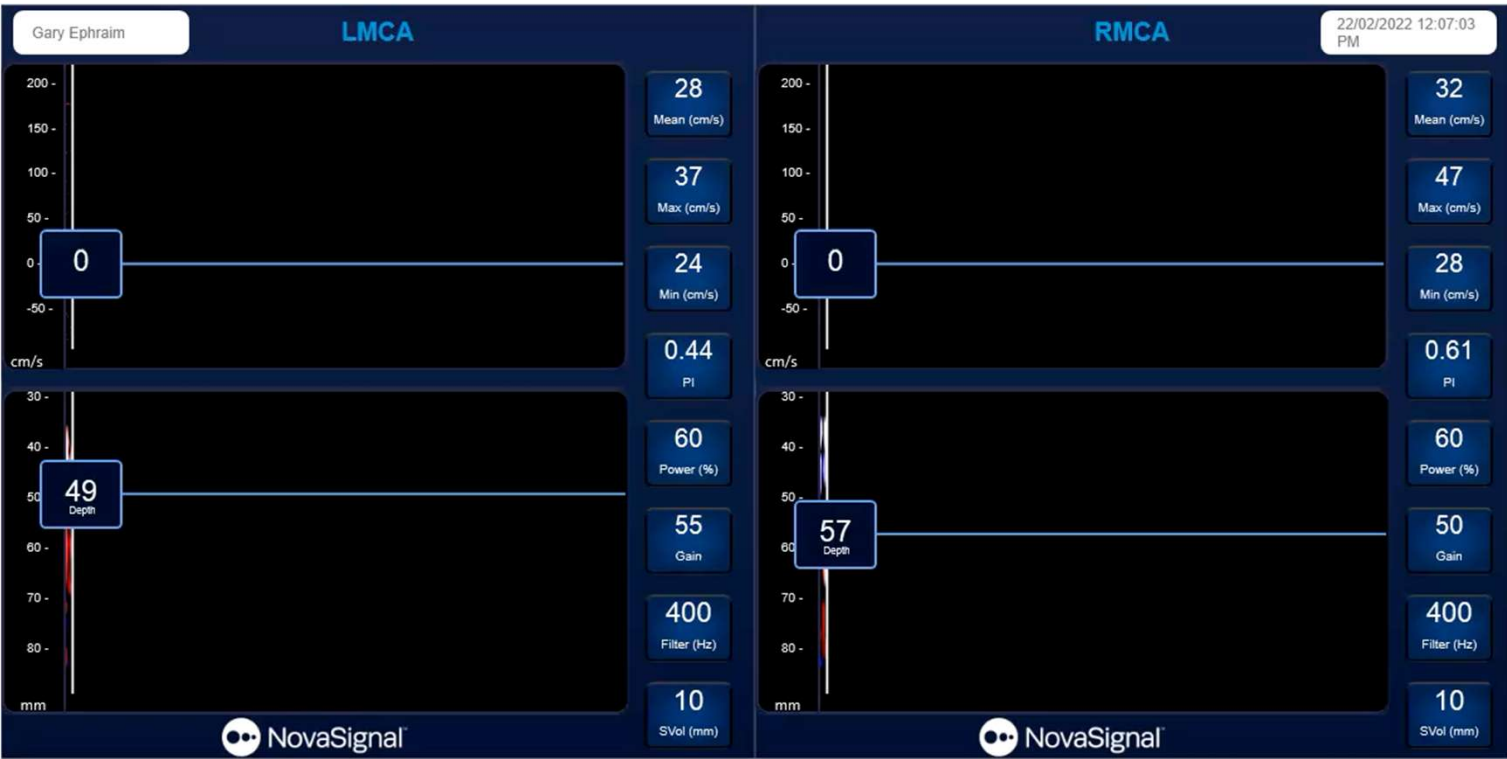 Gary Ephraim
LMCA
200 -
150 -
100 -
50 -
0 -
-50 -
cm/s
0
28
Mean (cm/s)
37
Max (cm/s)
24
Min (cm/s)
0.44
PI
30 -
40 -
50
60 -
70 -
80 -
mm
49
Depth
60
Power (%)
55
Gain
400
Filter (Hz)
10
SVol (mm)
NovaSignal
RMCA
22/02/2022 12:07:03
PM
200 -
150 -
100 -
50 -
0 -
-50 -
cm/s
0
32
Mean (cm/s)
47
Max (cm/s)
28
Min (cm/s)
0.61
PI
30 -
40 -
50 -
60
70 -
80 -
mm
57
Depth
60
Power (%)
50
Gain
400
Filter (Hz)
10
SVol (mm)
NovaSignal